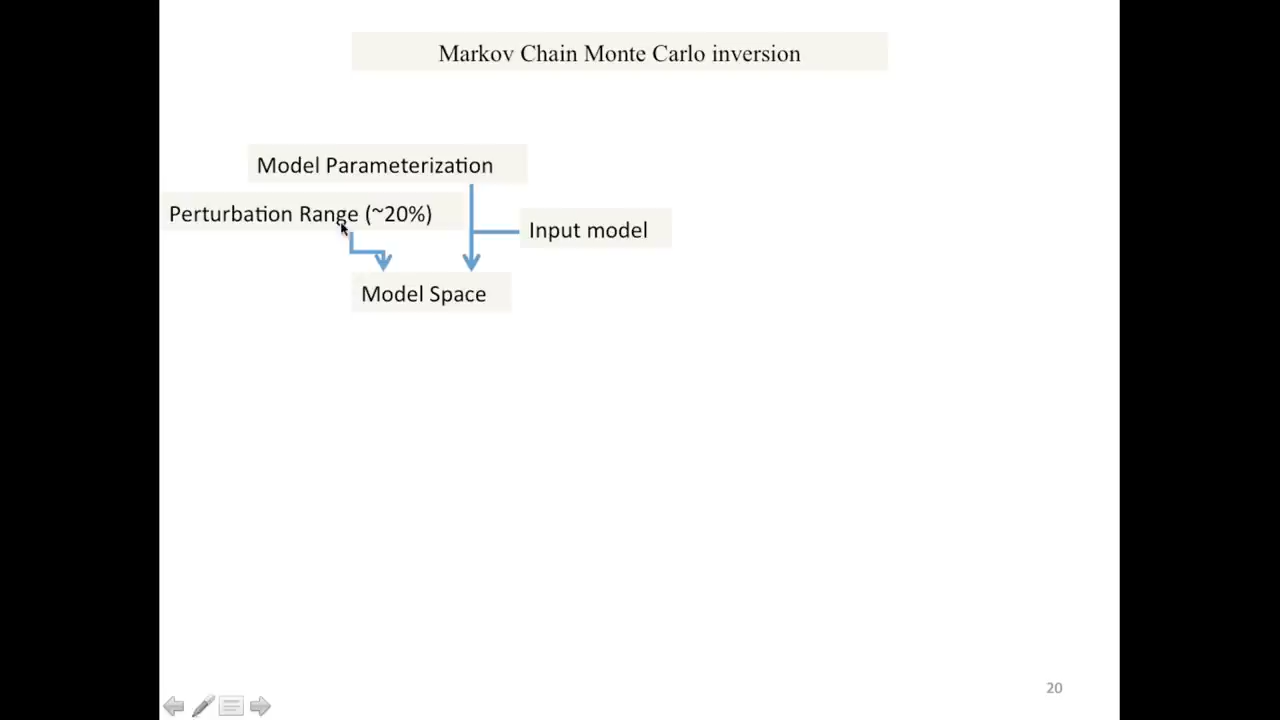 Markov Chain Monte Carlo inversion
Model Parameterization
Perturbation Range (~20%)
Input model
Model Space
20